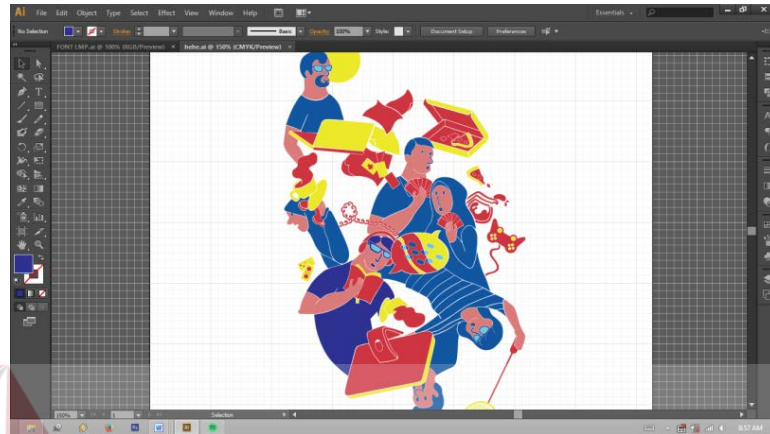 Ai File Edit Object Type Select Effect View Window Help Essentials
No Selection Stroke: Basic Opacity: 100% Style: Document Setup Preferences
FONT LMP.ai @ 100% (RGB/Preview) × hehe.ai @ 150% (CMYK/Preview) ×
150% 1 Selection
8:57 AM